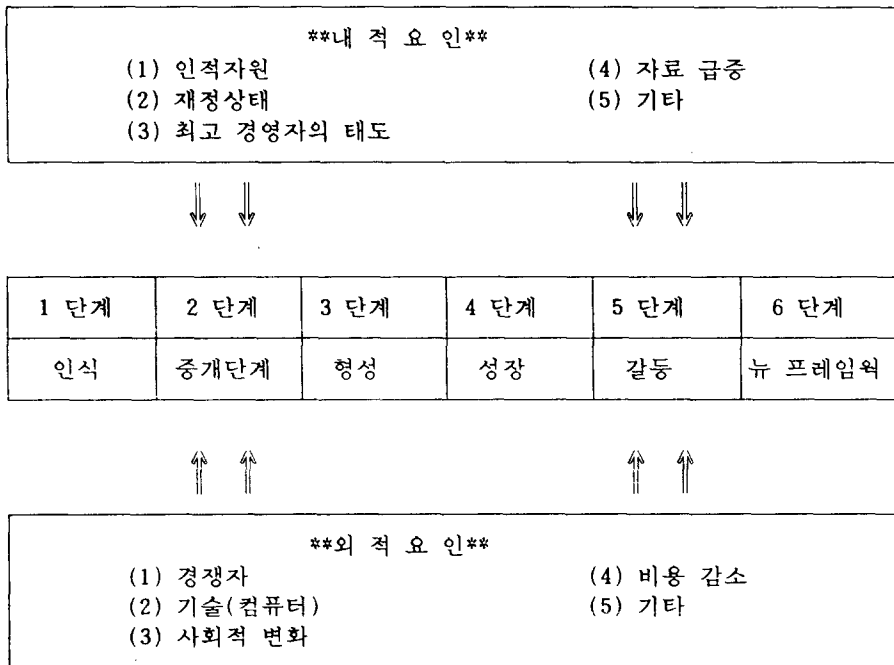 **내 적 요 인**
(1) 인적자원 (4) 자료 급증
(2) 재정상태 (5) 기타
(3) 최고 경영자의 태도
1 단계 2 단계 3 단계 4 단계 5 단계 6 단계
인식 중개단계 형성 성장 갈등 뉴 프레임웍
**외 적 요 인**
(1) 경쟁자 (4) 비용 감소
(2) 기술(컴퓨터) (5) 기타
(3) 사회적 변화